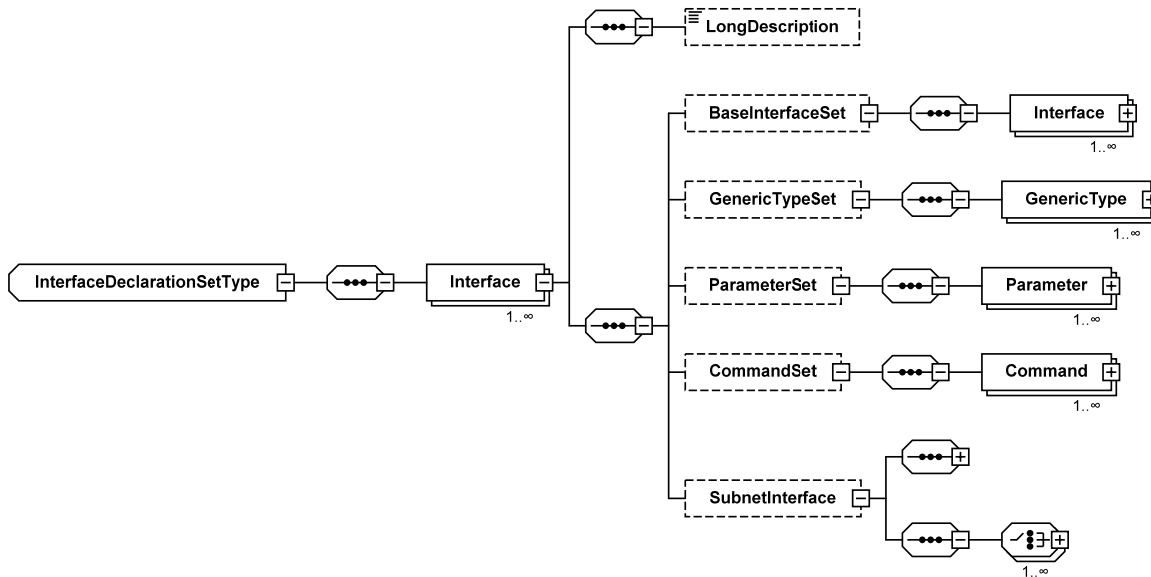 LongDescription
BaseInterfaceSet
Interface
1..∞
GenericTypeSet
GenericType
1..∞
InterfaceDeclarationSetType
Interface
1..∞
ParameterSet
Parameter
1..∞
CommandSet
Command
1..∞
SubnetInterface
1..∞